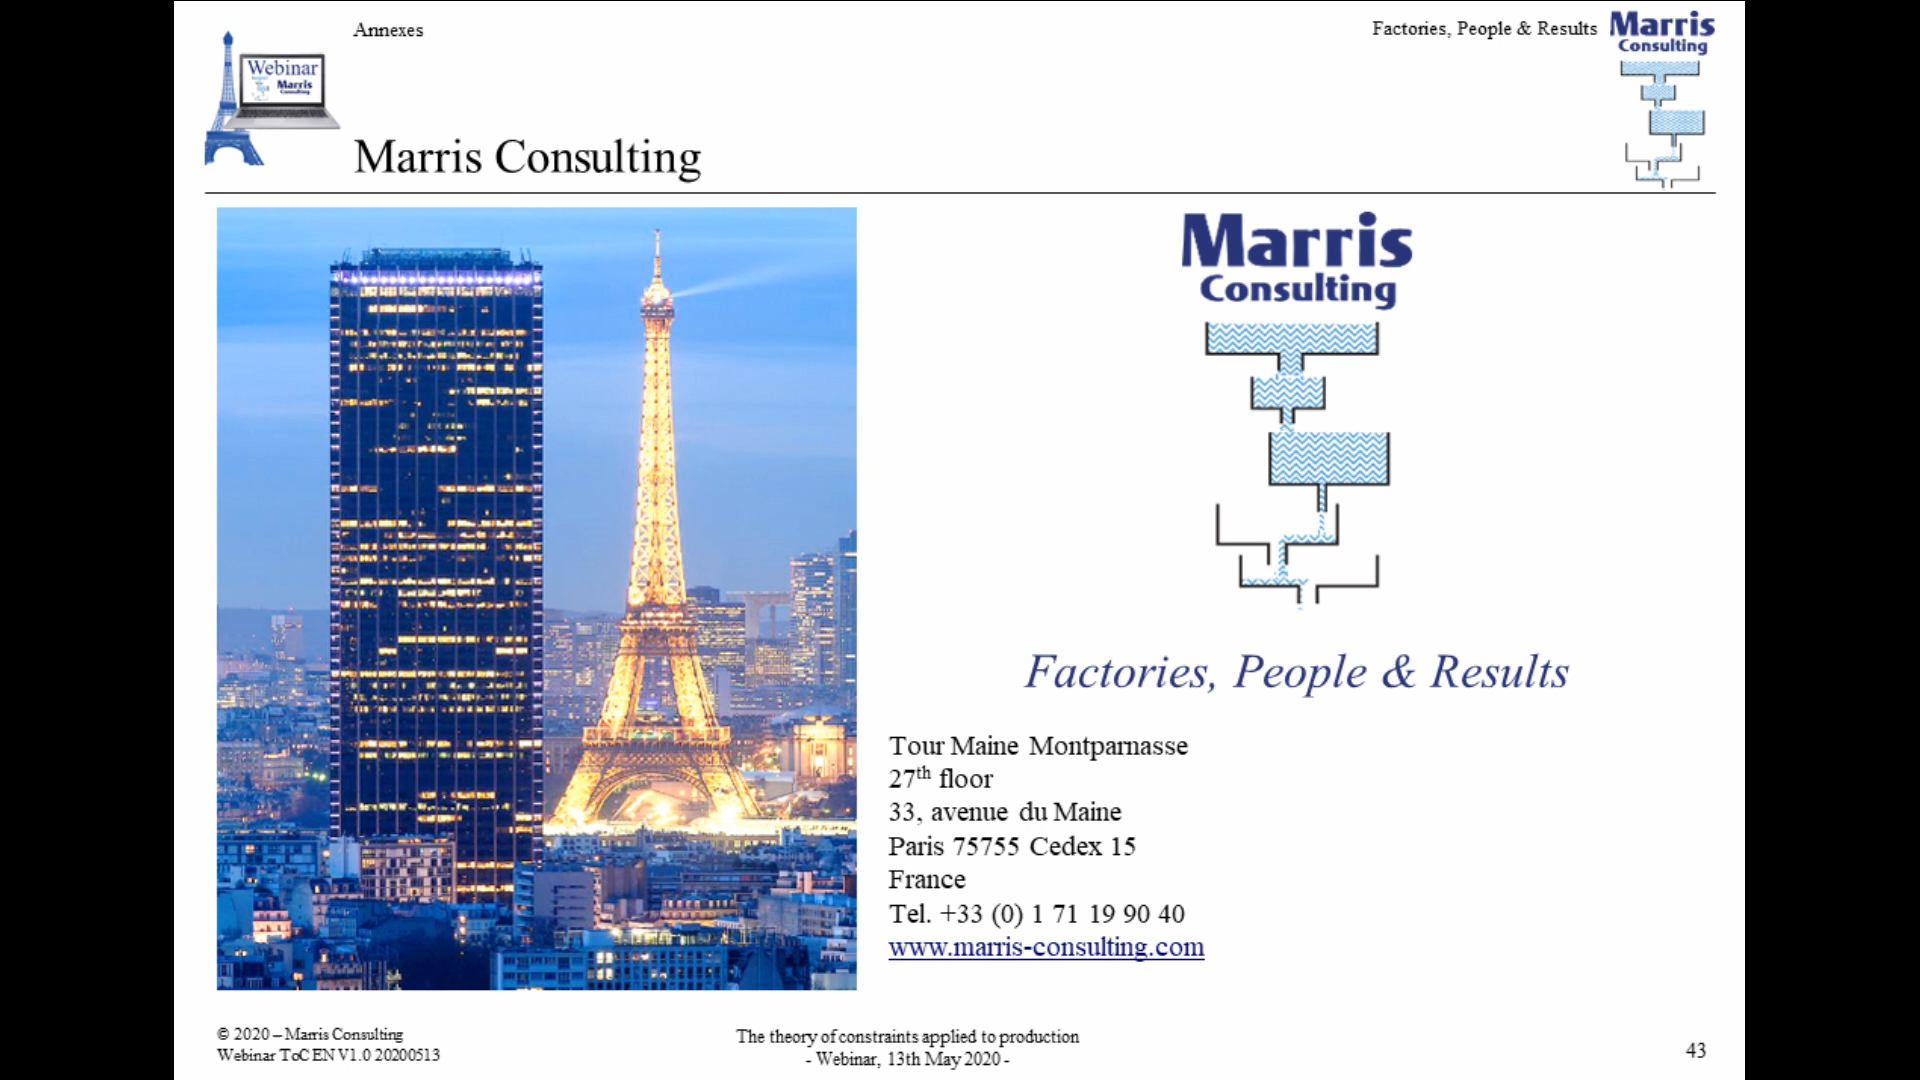 Annexes
Factories, People & Results
Marris
Consulting
Webinar
Marris
Consulting
Marris Consulting
Marris
Consulting
Factories, People & Results
Tour Maine Montparnasse
27th floor
33, avenue du Maine
Paris 75755 Cedex 15
France
Tel. +33 (0) 1 71 19 90 40
www.marris-consulting.com
© 2020 – Marris Consulting
Webinar ToC EN V1.0 20200513
The theory of constraints applied to production
- Webinar, 13th May 2020 -
43